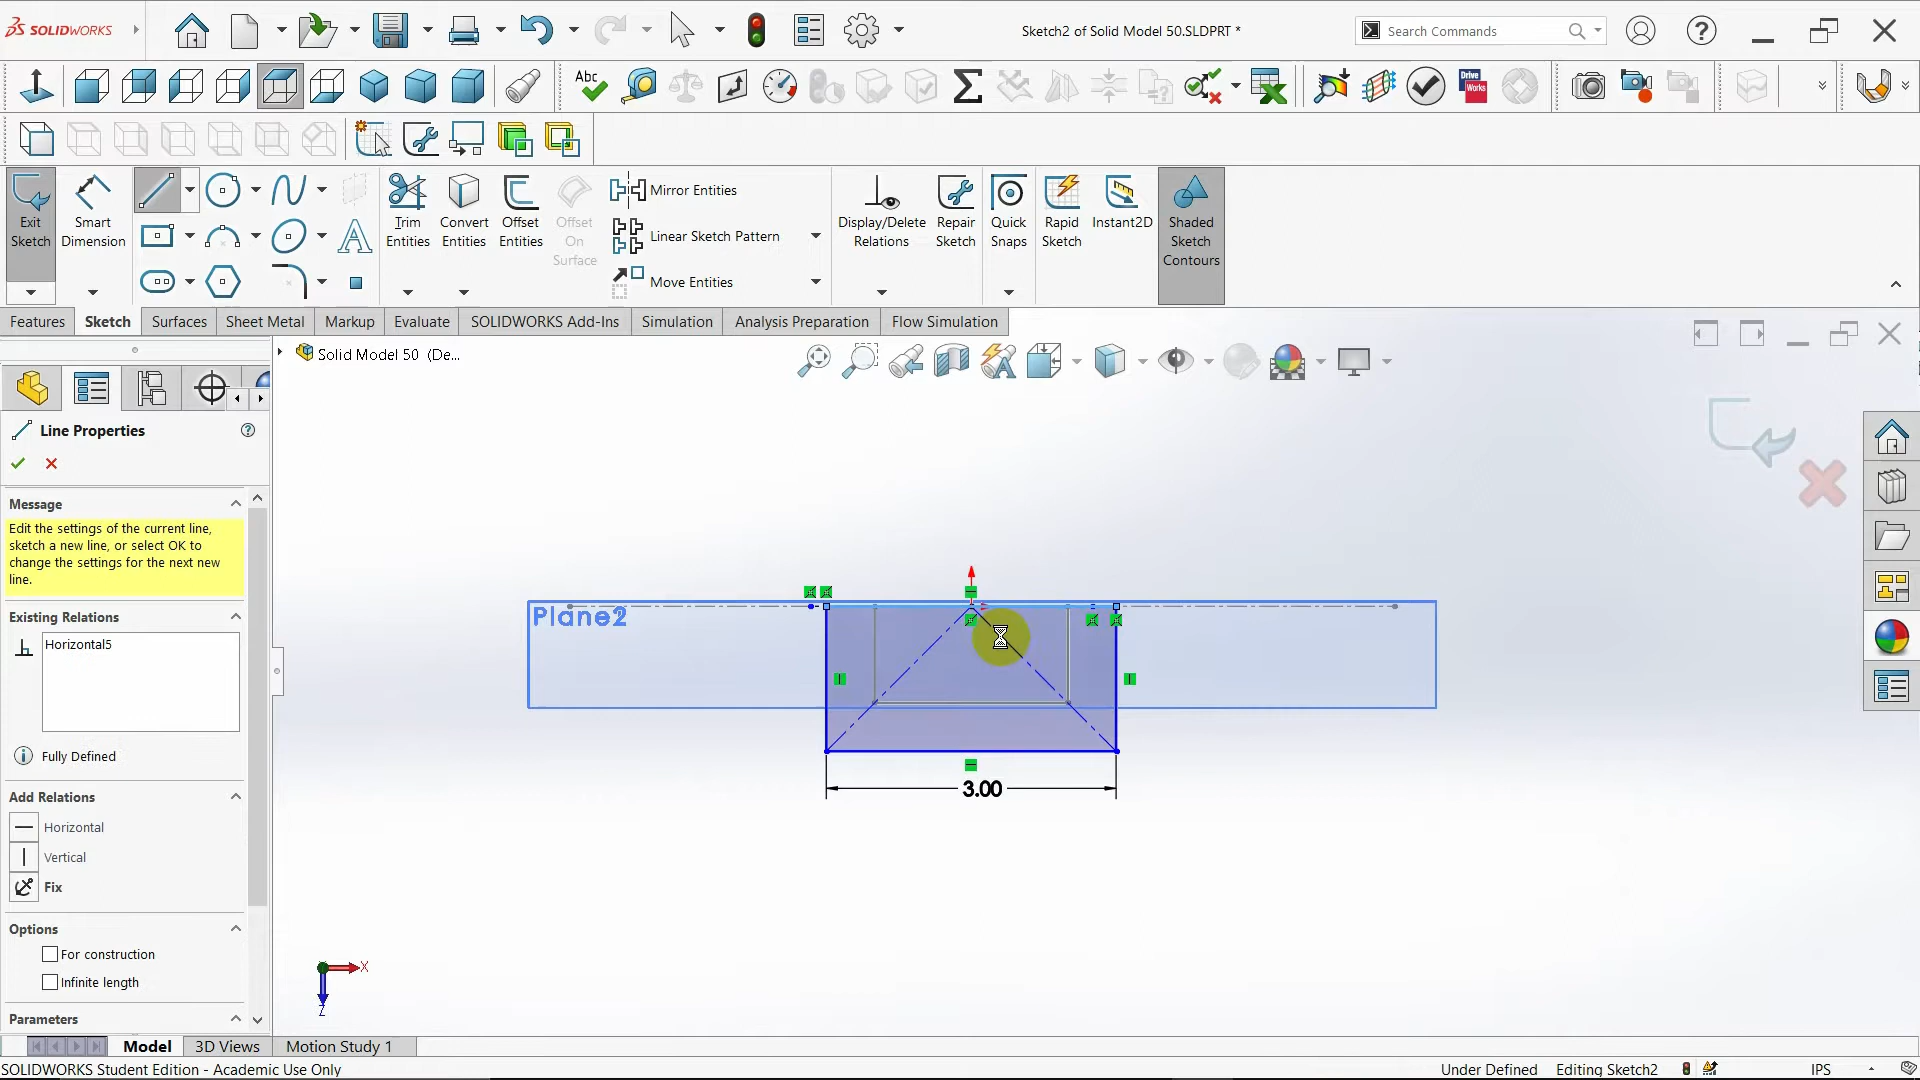 SOLIDWORKS
Sketch2 of Solid Model 50.SLDPRT *
Search Commands
Abc
Drive
Works
Exit
Sketch
Smart
Dimension
Trim
Entities
Convert
Entities
Offset
Entities
Offset
On
Surface
Mirror Entities
Linear Sketch Pattern
Move Entities
Display/Delete
Relations
Repair
Sketch
Quick
Snaps
Rapid
Sketch
Instant2D
Shaded
Sketch
Contours
Features
Sketch
Surfaces
Sheet Metal
Markup
Evaluate
SOLIDWORKS Add-Ins
Simulation
Analysis Preparation
Flow Simulation
Solid Model 50 (De...
Line Properties
Message
Edit the settings of the current line,
sketch a new line, or select OK to
change the settings for the next new
line.
Existing Relations
Horizontal5
Fully Defined
Add Relations
Horizontal
Vertical
Fix
Options
For construction
Infinite length
Parameters
Plane2
3.00
X
Z
Model
3D Views
Motion Study 1
SOLIDWORKS Student Edition - Academic Use Only
Under Defined
Editing Sketch2
IPS